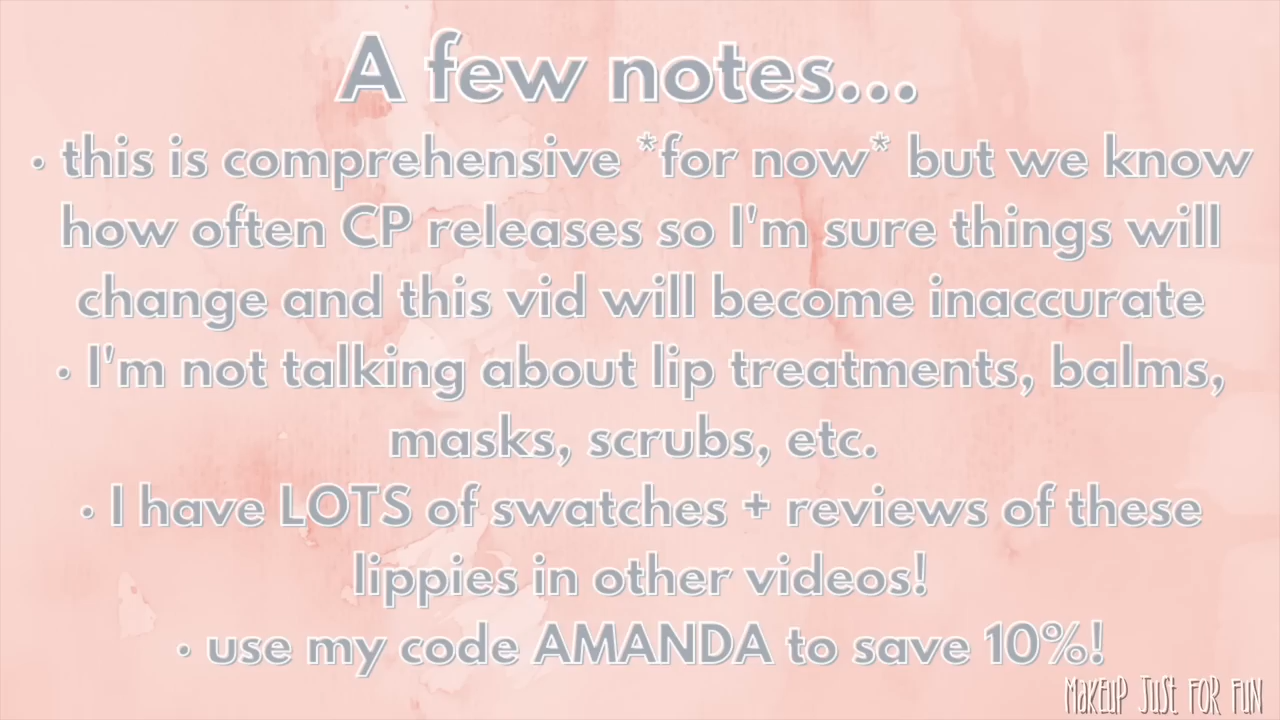 A few notes...
• this is comprehensive *for now* but we know
how often CP releases so I'm sure things will
change and this vid will become inaccurate
• I'm not talking about lip treatments, balms,
masks, scrubs, etc.
• I have LOTS of swatches + reviews of these
lippies in other videos!
• use my code AMANDA to save 10%!
MAKEUP JUST FOR FUN